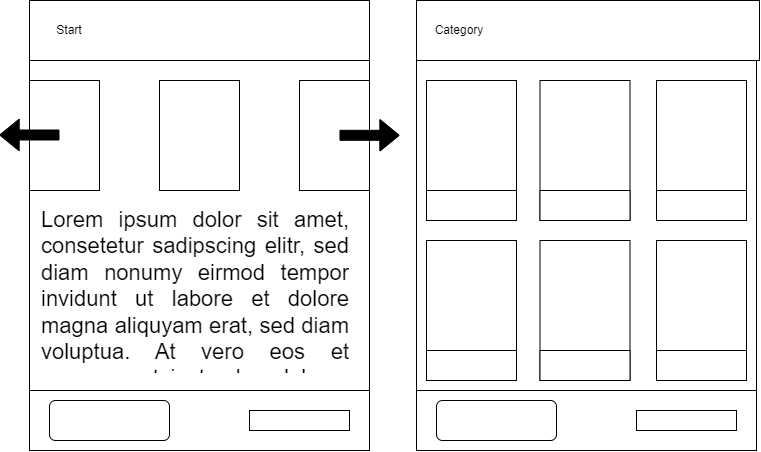 Start
Category
Lorem ipsum dolor sit amet,
consetetur sadipscing elitr, sed
diam nonumy eirmod tempor
invidunt ut labore et dolore
magna aliquyam erat, sed diam
voluptua. At vero eos et